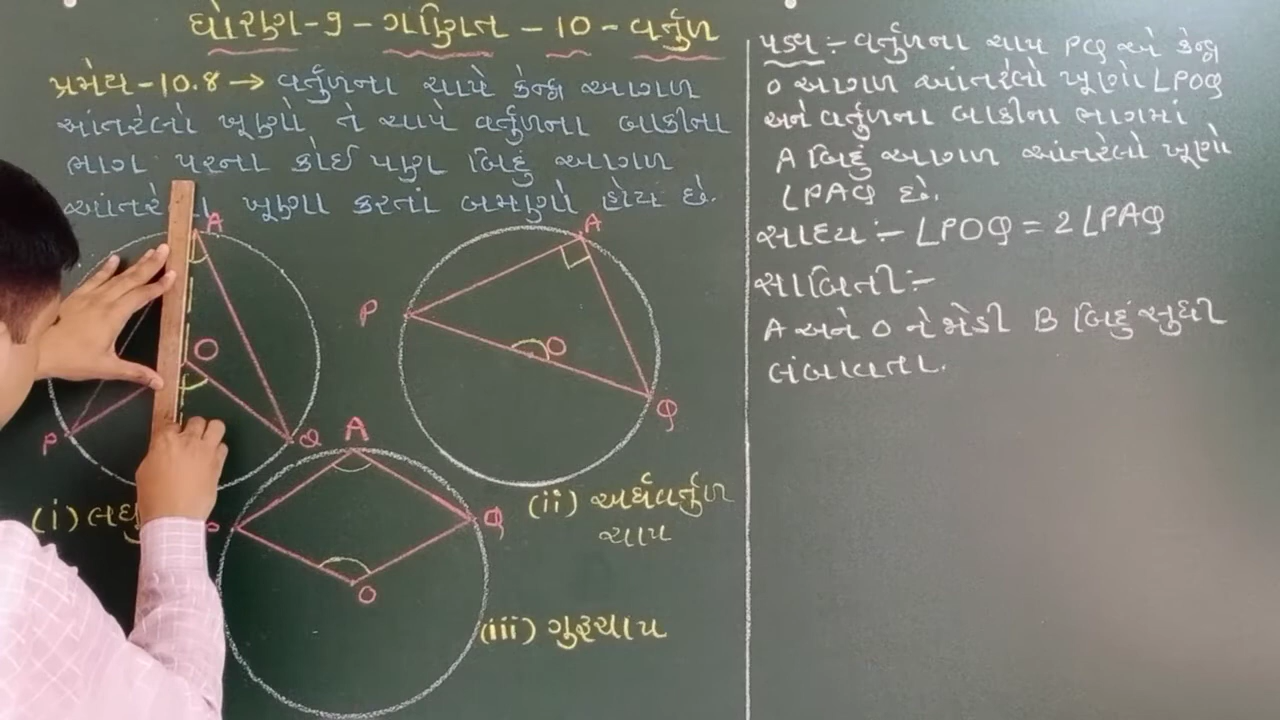 ધોરણ-9-ગણિત-10-વર્તુળ
પ્રમેય-10.8 → વર્તુળના ચાપે કેન્દ્ર આગળ
આંતરેલો ખૂણો તે ચાપે વર્તુળના બાકીના
ભાગ પરના કોઈ પણ બિંદુ આગળ
ખૂણા કરતાં બમણો હોય છે.
A
O
P
Q
(i) લઘુ
A
P
O
Q
(ii) અર્ધવર્તુળ
ચાપ
A
Q
O
(iii) ગુરુચાપ
પક્ષ :- વર્તુળના ચાપ PQ એ કેન્દ્ર
O આગળ આંતરેલો ખૂણો ∠POQ
અને વર્તુળના બાકીના ભાગમાં
A બિંદુ આગળ આંતરેલો ખૂણો
∠PAQ છે.
સાધ્ય :- ∠POQ = 2∠PAQ
સાબિતી:-
A અને O ને જોડી B બિંદુ સુધી
લંબાવતા.